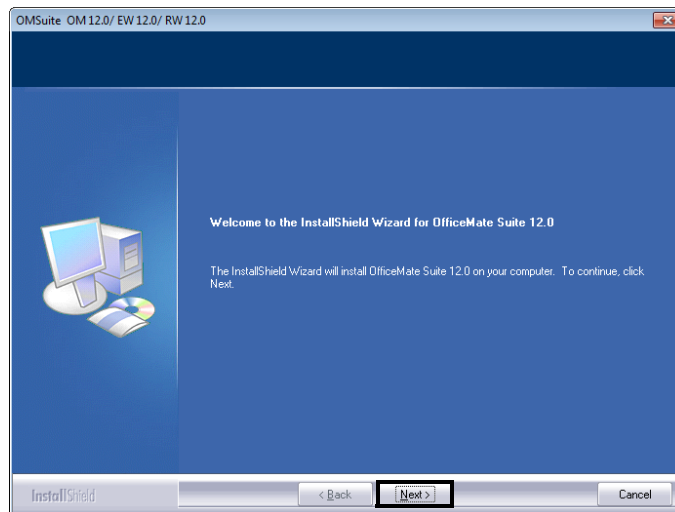 OMSuite OM 12.0/ EW 12.0/ RW 12.0
Welcome to the InstallShield Wizard for OfficeMate Suite 12.0
The InstallShield Wizard will install OfficeMate Suite 12.0 on your computer. To continue, click
Next.
InstallShield
< Back
Next >
Cancel